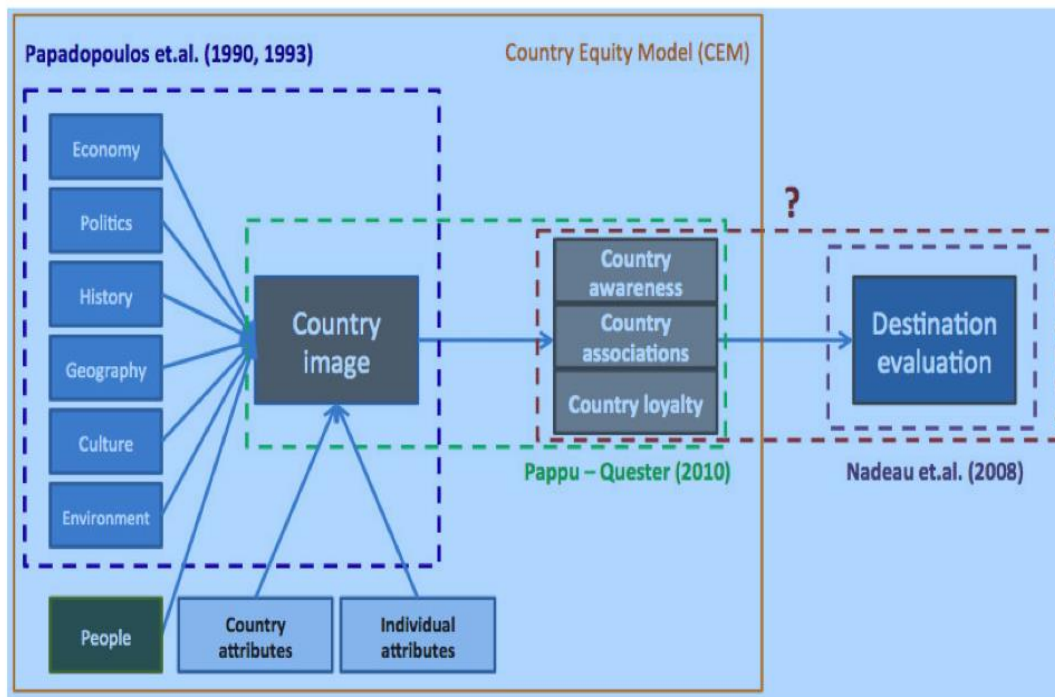 Papadopoulos et.al. (1990, 1993)
Country Equity Model (CEM)
Economy
Politics
History
Geography
Culture
Environment
People
Country
image
Country
attributes
Individual
attributes
Country
awareness
Country
associations
Country loyalty
Pappu – Quester (2010)
?
Destination
evaluation
Nadeau et.al. (2008)